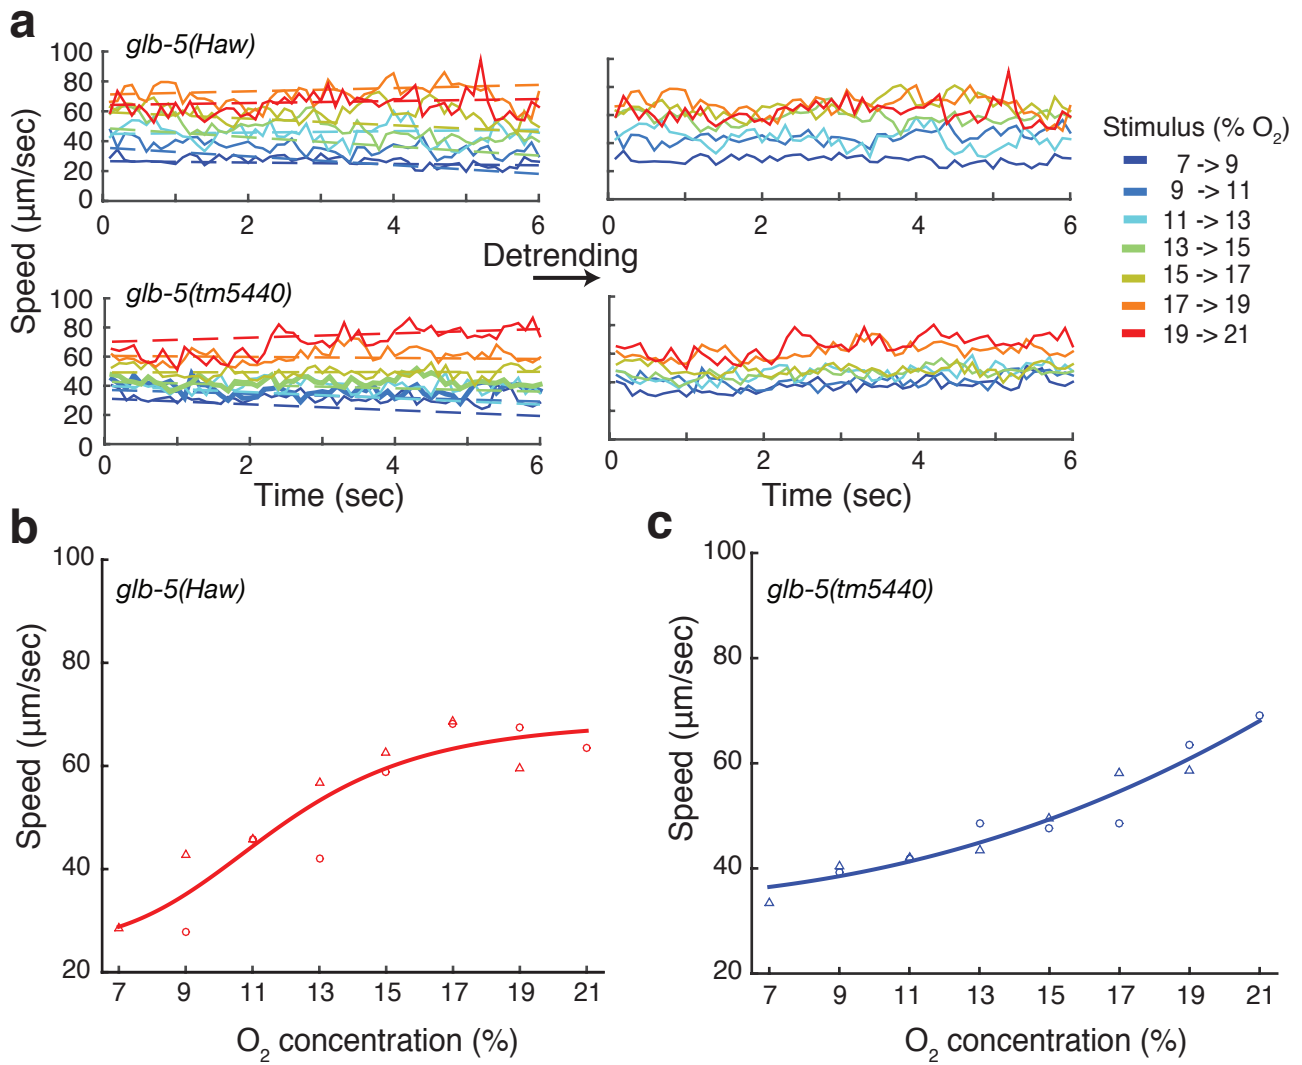 a
glb-5(Haw)
100
80
60
40
20
0
0
2
4
6
0
2
4
6
Speed (µm/sec)
Detrending
Stimulus (% O2)
7 -> 9
9 -> 11
11 -> 13
13 -> 15
15 -> 17
17 -> 19
19 -> 21
glb-5(tm5440)
100
80
60
40
20
0
0
2
4
6
Time (sec)
0
2
4
6
Time (sec)
b
glb-5(Haw)
100
80
60
40
20
Speed (µm/sec)
7
9
11
13
15
17
19
21
O2 concentration (%)
c
glb-5(tm5440)
100
80
60
40
20
Speed (µm/sec)
7
9
11
13
15
17
19
21
O2 concentration (%)